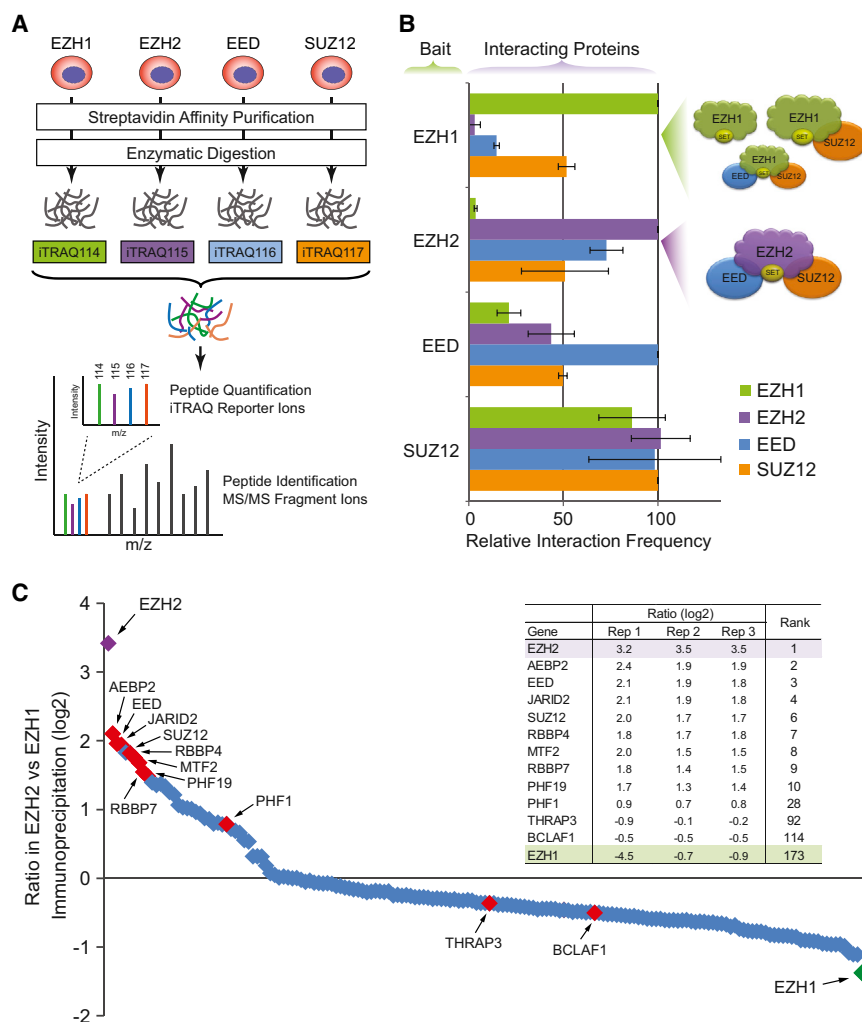 A
EZH1 EZH2 EED SUZ12
Streptavidin Affinity Purification
Enzymatic Digestion
iTRAQ114 iTRAQ115 iTRAQ116 iTRAQ117
114 115 116 117
Intensity
m/z
Peptide Quantification
iTRAQ Reporter Ions
Intensity
Peptide Identification
MS/MS Fragment Ions
m/z
B
Bait Interacting Proteins
EZH1
EZH2
EED
SUZ12
0 50 100
Relative Interaction Frequency
EZH1
SET
EZH1
SET
SUZ12
EZH1
EED SET SUZ12
EZH2
EED SET SUZ12
EZH1
EZH2
EED
SUZ12
C
Ratio in EZH2 vs EZH1
Immunoprecipitation (log2)
4
3
2
1
0
-1
-2
EZH2
AEBP2
EED
JARID2
SUZ12
RBBP4
MTF2
PHF19
RBBP7
PHF1
THRAP3
BCLAF1
EZH1
Ratio (log2) Rank
Gene Rep 1 Rep 2 Rep 3
EZH2 3.2 3.5 3.5 1
AEBP2 2.4 1.9 1.9 2
EED 2.1 1.9 1.8 3
JARID2 2.1 1.9 1.8 4
SUZ12 2.0 1.7 1.7 6
RBBP4 1.8 1.7 1.8 7
MTF2 2.0 1.5 1.5 8
RBBP7 1.8 1.4 1.5 9
PHF19 1.7 1.3 1.4 10
PHF1 0.9 0.7 0.8 28
THRAP3 -0.9 -0.1 -0.2 92
BCLAF1 -0.5 -0.5 -0.5 114
EZH1 -4.5 -0.7 -0.9 173